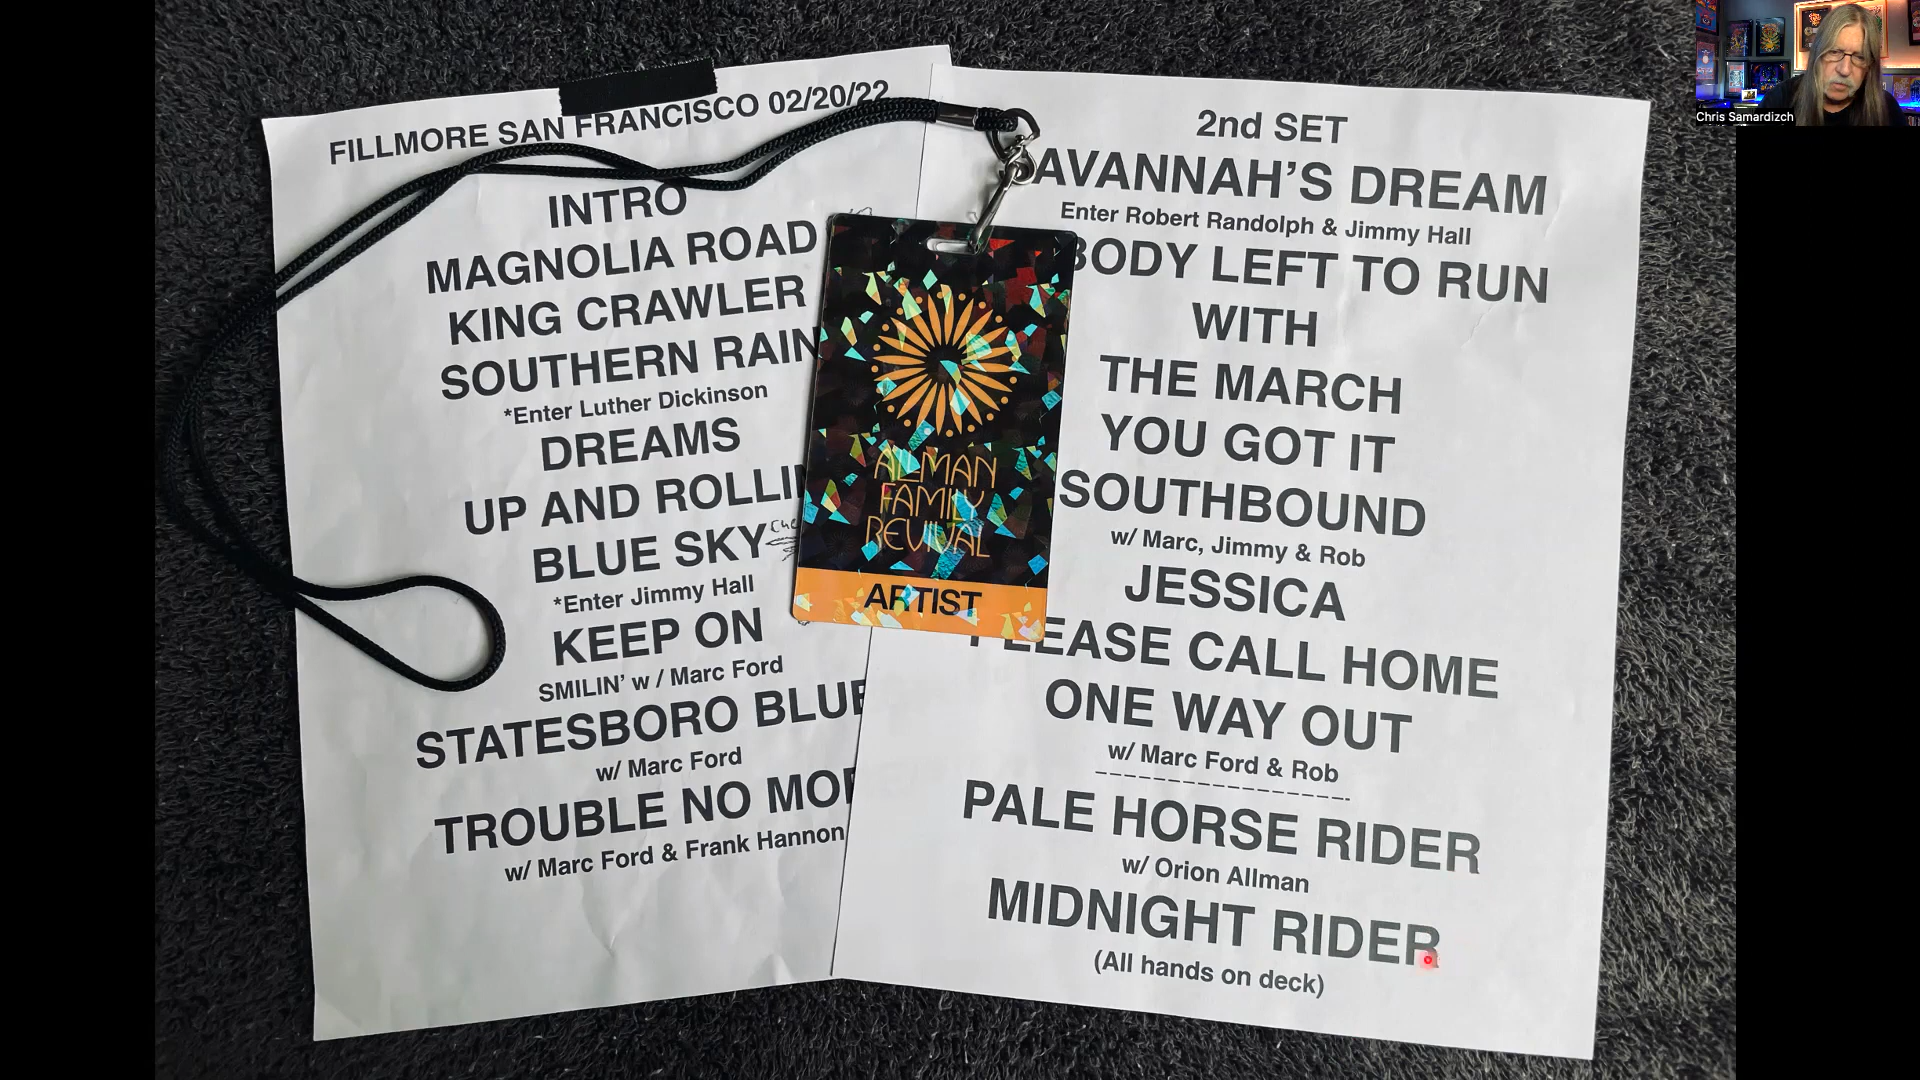 FILLMORE SAN FRANCISCO 02/20/22
INTRO
MAGNOLIA ROAD
KING CRAWLER
SOUTHERN RAIN
*Enter Luther Dickinson
DREAMS
UP AND ROLLIN
BLUE SKY
*Enter Jimmy Hall
KEEP ON
SMILIN' w / Marc Ford
STATESBORO BLUE
w/ Marc Ford
TROUBLE NO MOR
w/ Marc Ford & Frank Hannon
ALLMAN
FAMILY
REVIVAL
ARTIST
2nd SET
AVANNAH'S DREAM
Enter Robert Randolph & Jimmy Hall
BODY LEFT TO RUN
WITH
THE MARCH
YOU GOT IT
SOUTHBOUND
w/ Marc, Jimmy & Rob
JESSICA
PLEASE CALL HOME
ONE WAY OUT
w/ Marc Ford & Rob
PALE HORSE RIDER
w/ Orion Allman
MIDNIGHT RIDER
(All hands on deck)
Chris Samardizch